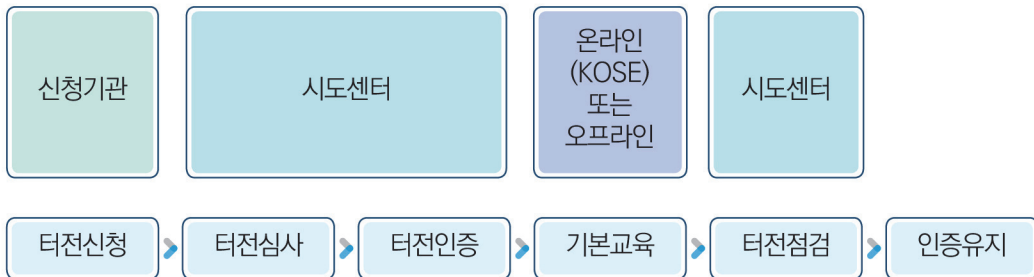 신청기관
시도센터
온라인
(KOSE)
또는
오프라인
시도센터
터전신청
터전심사
터전인증
기본교육
터전점검
인증유지